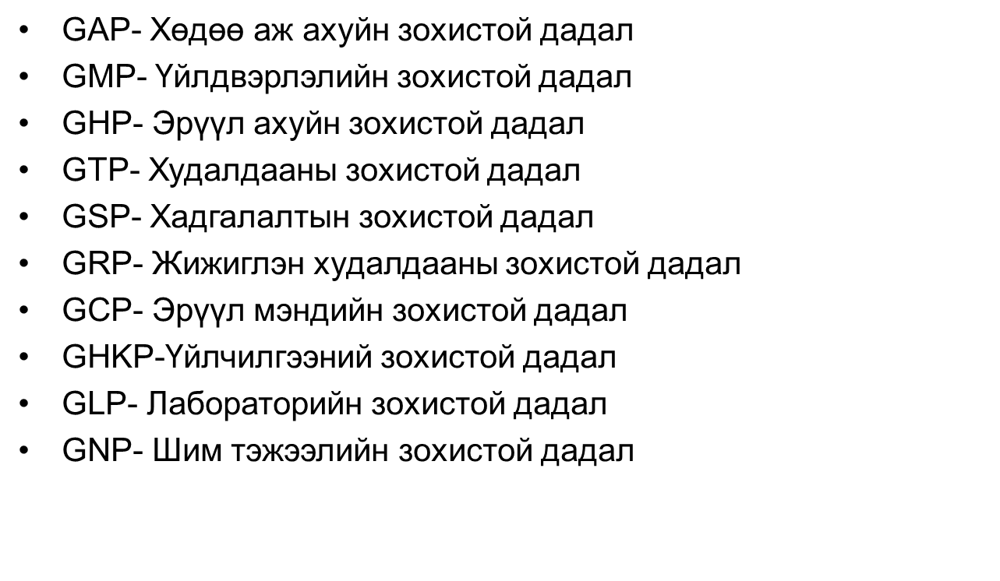 • GAP- Хөдөө аж ахуйн зохистой дадал
• GMP- Үйлдвэрлэлийн зохистой дадал
• GHP- Эрүүл ахуйн зохистой дадал
• GTP- Худалдааны зохистой дадал
• GSP- Хадгалалтын зохистой дадал
• GRP- Жижиглэн худалдааны зохистой дадал
• GCP- Эрүүл мэндийн зохистой дадал
• GHKP-Үйлчилгээний зохистой дадал
• GLP- Лабораторийн зохистой дадал
• GNP- Шим тэжээлийн зохистой дадал